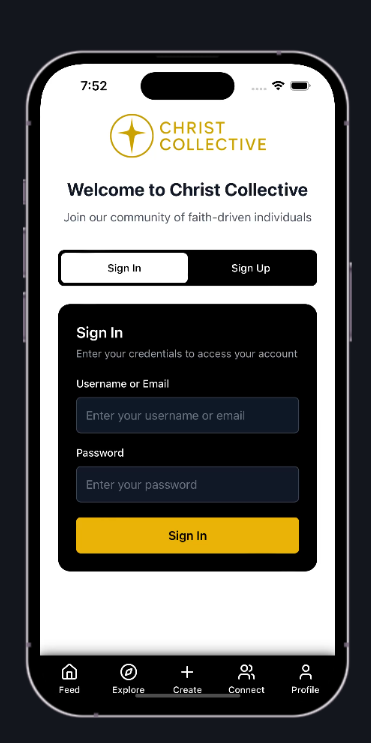 7:52
CHRIST
COLLECTIVE
Welcome to Christ Collective
Join our community of faith-driven individuals
Sign In
Sign Up
Sign In
Enter your credentials to access your account
Username or Email
Enter your username or email
Password
Enter your password
Sign In
Feed
Explore
Create
Connect
Profile